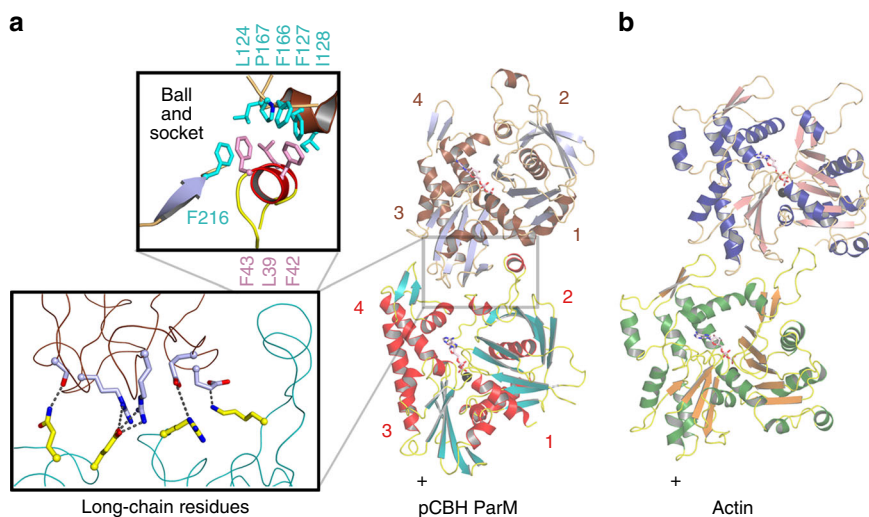 a
b
L124
P167
F166
F127
I128
Ball
and
socket
F216
F43
L39
F42
4
2
3
1
4
2
3
1
+
+
Long-chain residues
pCBH ParM
Actin